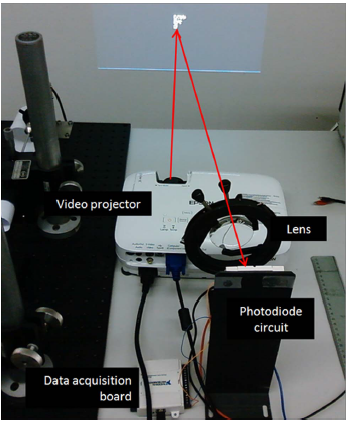 Video projector
Lens
Photodiode
circuit
Data acquisition
board